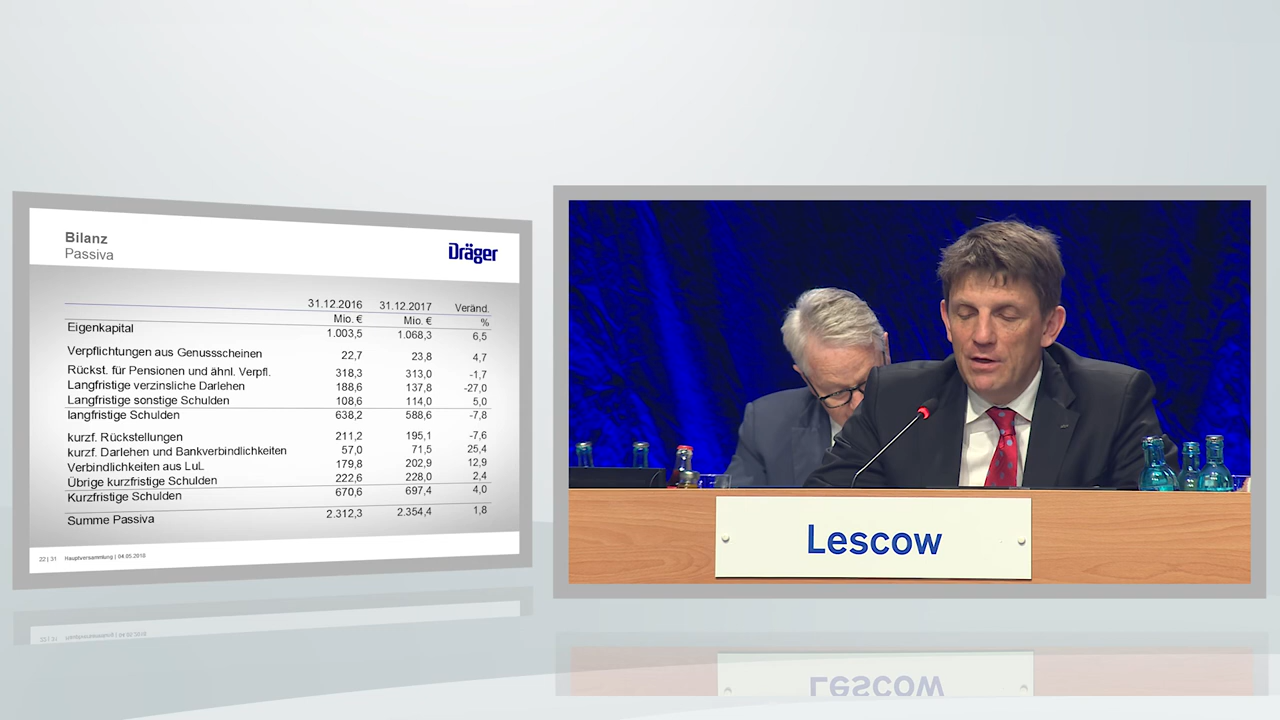 Bilanz
Passiva
Dräger
31.12.2016 31.12.2017 Veränd.
Mio. € Mio. € %
Eigenkapital 1.003,5 1.068,3 6,5
Verpflichtungen aus Genussscheinen 22,7 23,8 4,7
Rückst. für Pensionen und ähnl. Verpfl. 318,3 313,0 -1,7
Langfristige verzinsliche Darlehen 188,6 137,8 -27,0
Langfristige sonstige Schulden 108,6 114,0 5,0
langfristige Schulden 638,2 588,6 -7,8
kurzf. Rückstellungen 211,2 195,1 -7,6
kurzf. Darlehen und Bankverbindlichkeiten 57,0 71,5 25,4
Verbindlichkeiten aus LuL 179,8 202,9 12,9
Übrige kurzfristige Schulden 222,6 228,0 2,4
Kurzfristige Schulden 670,6 697,4 4,0
Summe Passiva 2.312,3 2.354,4 1,8
22 | 31 Hauptversammlung | 04.05.2018
Lescow